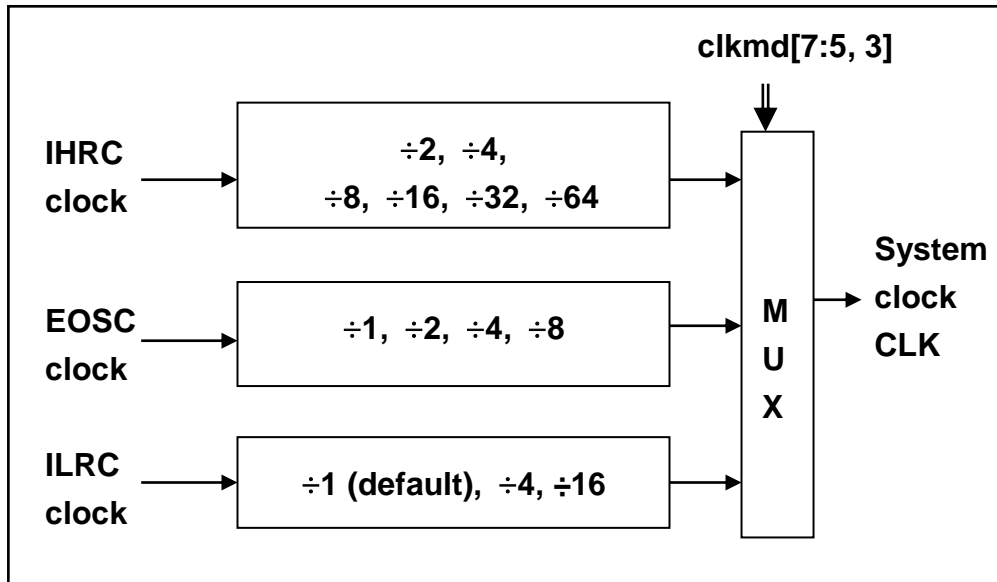 clkmd[7:5, 3]
IHRC
clock
÷2, ÷4,
÷8, ÷16, ÷32, ÷64
EOSC
clock
÷1, ÷2, ÷4, ÷8
ILRC
clock
÷1 (default), ÷4, ÷16
M
U
X
System
clock
CLK